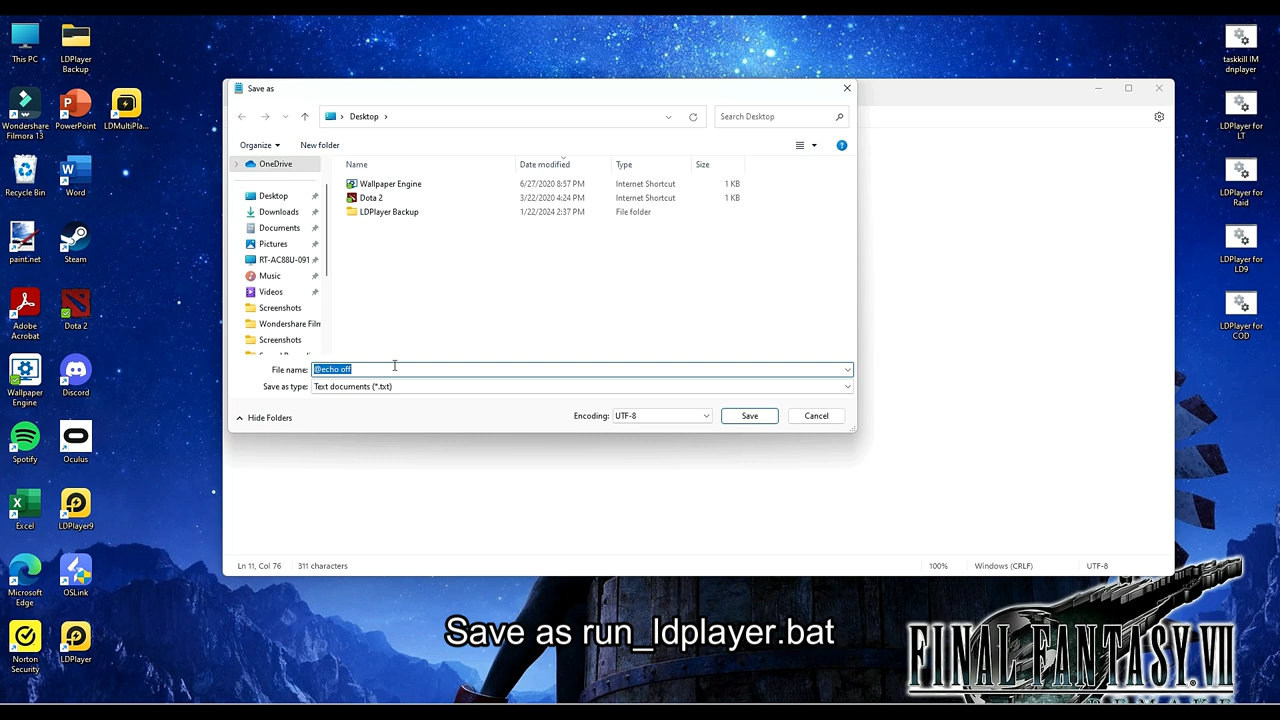 This PC
LDPlayer
Backup
Wondershare
Filmora 13
PowerPoint
LDMultiPla...
Recycle Bin
Word
paint.net
Steam
Adobe
Acrobat
Dota 2
Wallpaper
Engine
Discord
Spotify
Oculus
Excel
LDPlayer9
Microsoft
Edge
OSLink
Norton
Security
LDPlayer
Save as
Desktop
Search Desktop
Organize
New folder
OneDrive
Desktop
Downloads
Documents
Pictures
RT-AC88U-091
Music
Videos
Screenshots
Wondershare Film
Screenshots
Name Date modified Type Size
Wallpaper Engine 6/27/2020 8:57 PM Internet Shortcut 1 KB
Dota 2 3/22/2020 4:24 PM Internet Shortcut 1 KB
LDPlayer Backup 1/22/2024 2:37 PM File folder
File name: @echo off
Save as type: Text documents (*.txt)
Hide Folders
Encoding: UTF-8
Save
Cancel
Ln 11, Col 76 311 characters 100% Windows (CRLF) UTF-8
taskkill IM
dnplayer
LDPlayer for
LT
LDPlayer for
Raid
LDPlayer for
LD9
LDPlayer for
COD
Save as run_ldplayer.bat
FINAL FANTASY VII
REMAKE